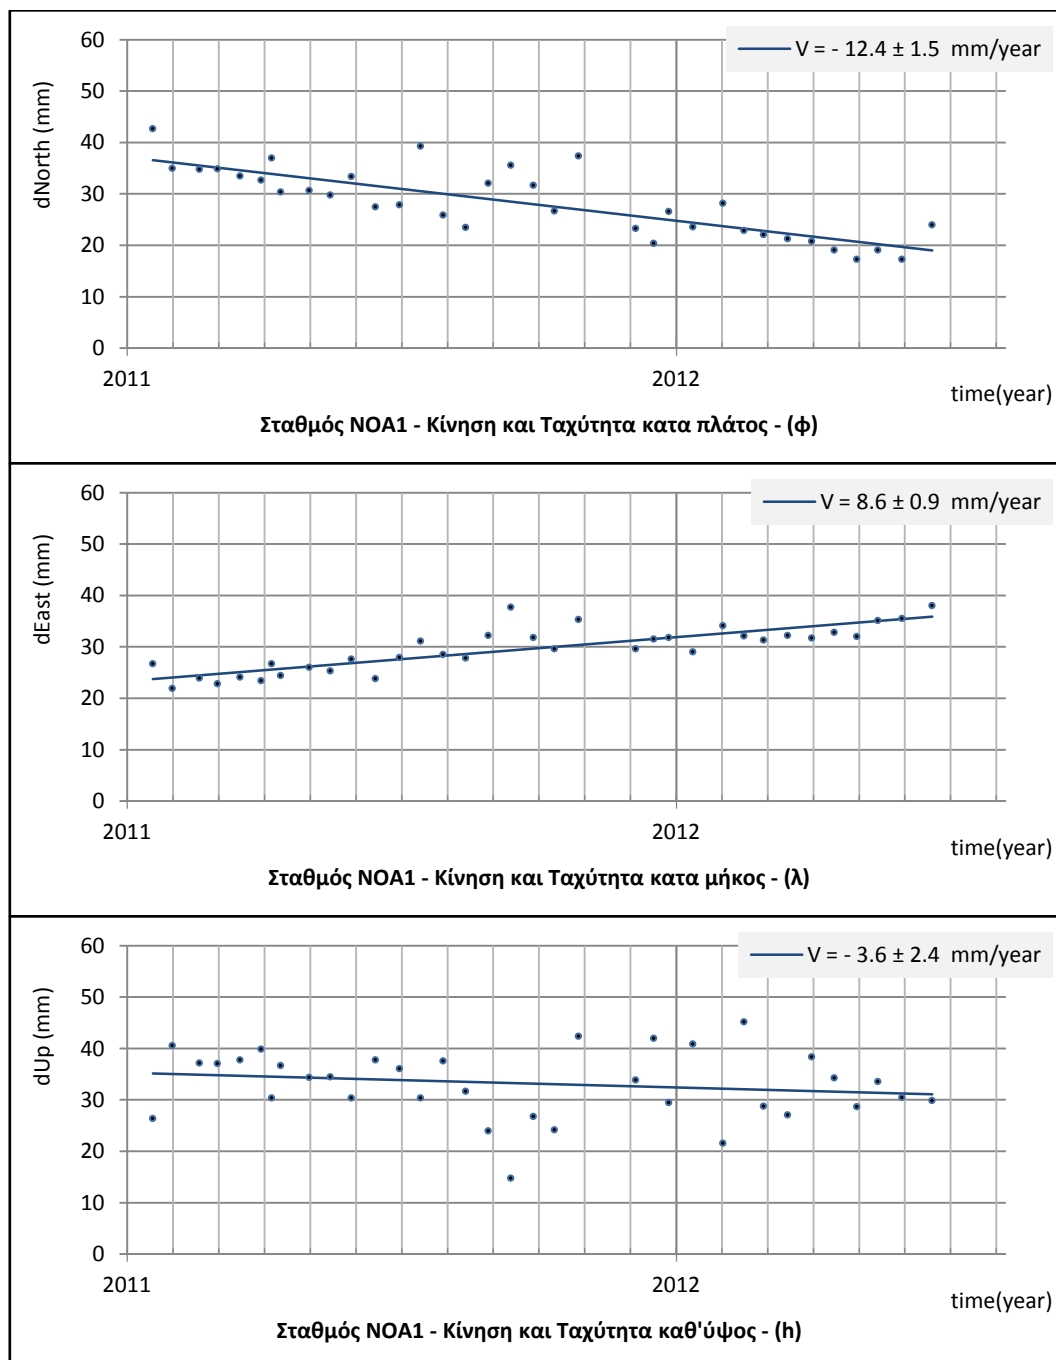 V = - 12.4 ± 1.5 mm/year
dNorth (mm)
60
50
40
30
20
10
0
2011 2012
time(year)
Σταθμός NOA1 - Κίνηση και Ταχύτητα κατα πλάτος - (φ)
V = 8.6 ± 0.9 mm/year
dEast (mm)
60
50
40
30
20
10
0
2011 2012
time(year)
Σταθμός NOA1 - Κίνηση και Ταχύτητα κατα μήκος - (λ)
V = - 3.6 ± 2.4 mm/year
dUp (mm)
60
50
40
30
20
10
0
2011 2012
time(year)
Σταθμός NOA1 - Κίνηση και Ταχύτητα καθ'ύψος - (h)